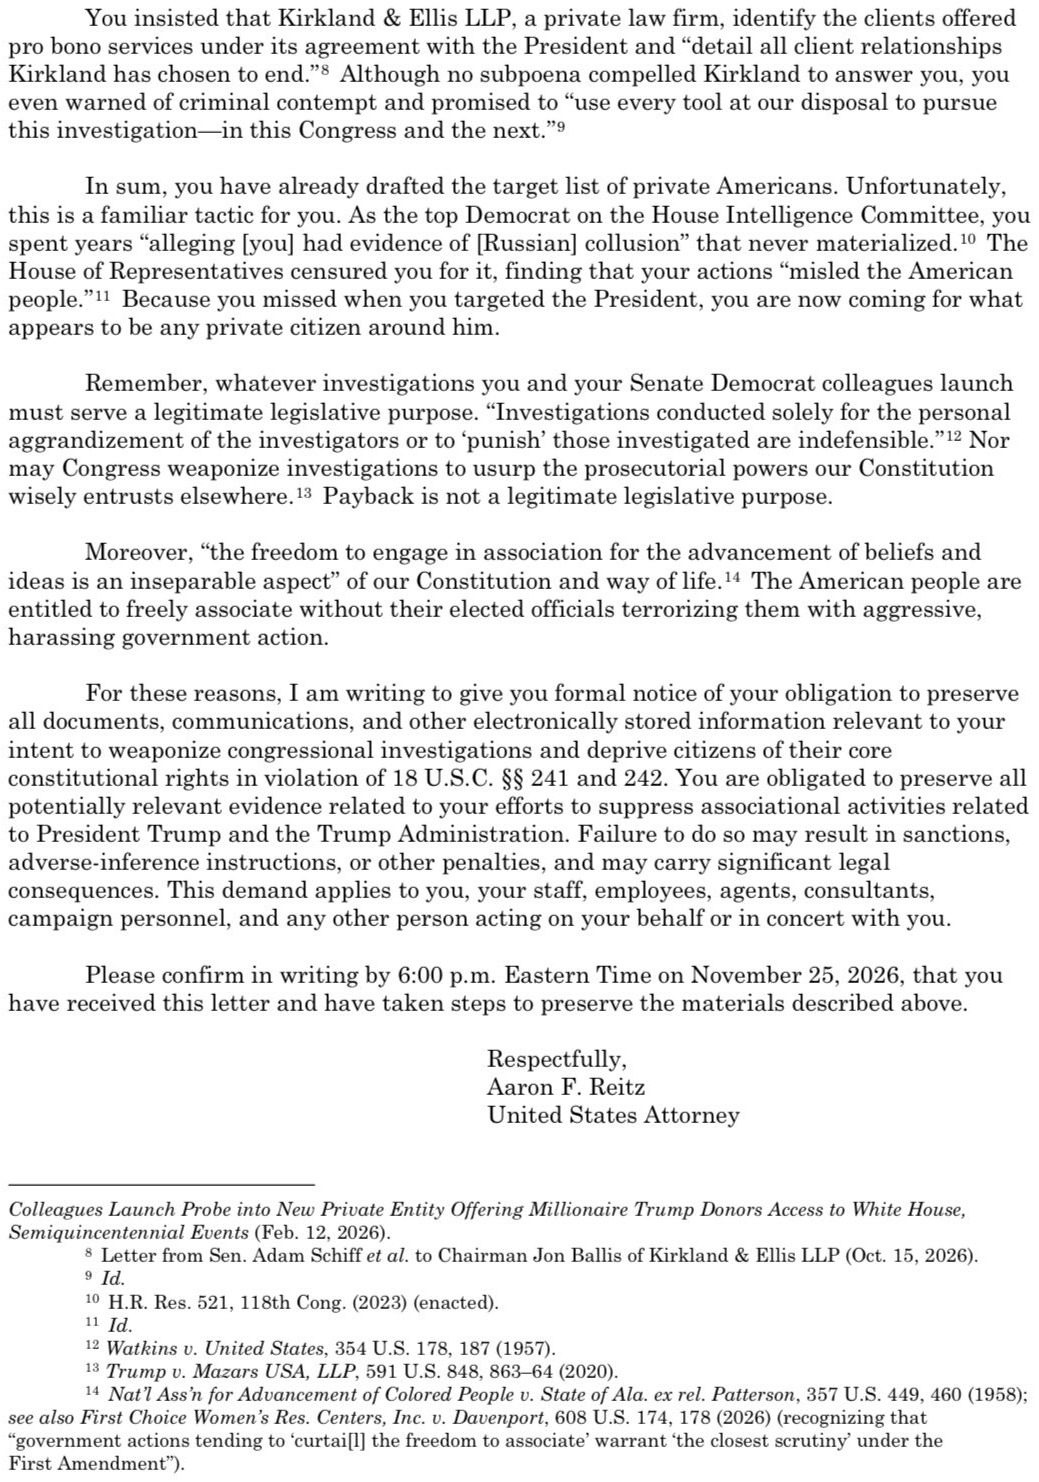 You insisted that Kirkland & Ellis LLP, a private law firm, identify the clients offered
pro bono services under its agreement with the President and “detail all client relationships
Kirkland has chosen to end.”⁸ Although no subpoena compelled Kirkland to answer you, you
even warned of criminal contempt and promised to “use every tool at our disposal to pursue
this investigation—in this Congress and the next.”⁹
In sum, you have already drafted the target list of private Americans. Unfortunately,
this is a familiar tactic for you. As the top Democrat on the House Intelligence Committee, you
spent years “alleging [you] had evidence of [Russian] collusion” that never materialized.¹⁰ The
House of Representatives censured you for it, finding that your actions “misled the American
people.”¹¹ Because you missed when you targeted the President, you are now coming for what
appears to be any private citizen around him.
Remember, whatever investigations you and your Senate Democrat colleagues launch
must serve a legitimate legislative purpose. “Investigations conducted solely for the personal
aggrandizement of the investigators or to ‘punish’ those investigated are indefensible.”¹² Nor
may Congress weaponize investigations to usurp the prosecutorial powers our Constitution
wisely entrusts elsewhere.¹³ Payback is not a legitimate legislative purpose.
Moreover, “the freedom to engage in association for the advancement of beliefs and
ideas is an inseparable aspect” of our Constitution and way of life.¹⁴ The American people are
entitled to freely associate without their elected officials terrorizing them with aggressive,
harassing government action.
For these reasons, I am writing to give you formal notice of your obligation to preserve
all documents, communications, and other electronically stored information relevant to your
intent to weaponize congressional investigations and deprive citizens of their core
constitutional rights in violation of 18 U.S.C. §§ 241 and 242. You are obligated to preserve all
potentially relevant evidence related to your efforts to suppress associational activities related
to President Trump and the Trump Administration. Failure to do so may result in sanctions,
adverse-inference instructions, or other penalties, and may carry significant legal
consequences. This demand applies to you, your staff, employees, agents, consultants,
campaign personnel, and any other person acting on your behalf or in concert with you.
Please confirm in writing by 6:00 p.m. Eastern Time on November 25, 2026, that you
have received this letter and have taken steps to preserve the materials described above.
Respectfully,
Aaron F. Reitz
United States Attorney
Colleagues Launch Probe into New Private Entity Offering Millionaire Trump Donors Access to White House,
Semiquincentennial Events (Feb. 12, 2026).
⁸ Letter from Sen. Adam Schiff et al. to Chairman Jon Ballis of Kirkland & Ellis LLP (Oct. 15, 2026).
⁹ Id.
¹⁰ H.R. Res. 521, 118th Cong. (2023) (enacted).
¹¹ Id.
¹² Watkins v. United States, 354 U.S. 178, 187 (1957).
¹³ Trump v. Mazars USA, LLP, 591 U.S. 848, 863–64 (2020).
¹⁴ Nat’l Ass’n for Advancement of Colored People v. State of Ala. ex rel. Patterson, 357 U.S. 449, 460 (1958);
see also First Choice Women’s Res. Centers, Inc. v. Davenport, 608 U.S. 174, 178 (2026) (recognizing that
“government actions tending to ‘curtai[l] the freedom to associate’ warrant ‘the closest scrutiny’ under the
First Amendment”).